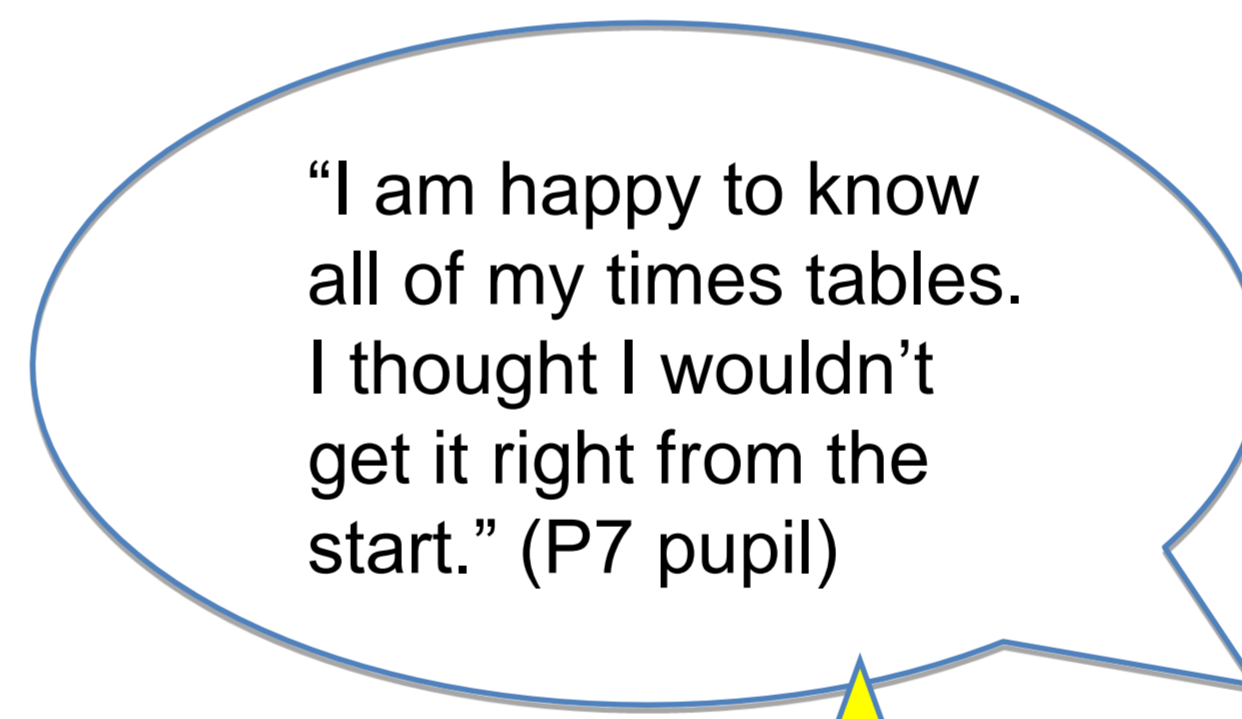 “I am happy to know
all of my times tables.
I thought I wouldn’t
get it right from the
start.” (P7 pupil)